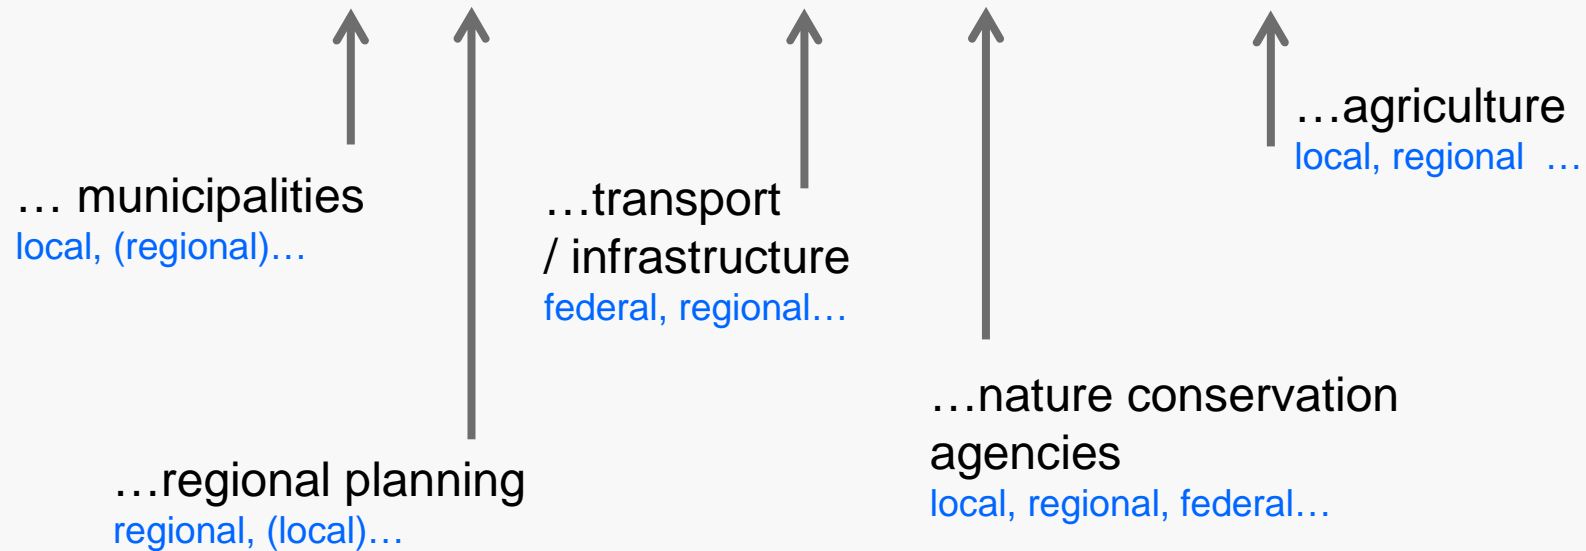 … municipalities
local, (regional)…
…regional planning
regional, (local)…
…transport
/ infrastructure
federal, regional…
…nature conservation
agencies
local, regional, federal…
…agriculture
local, regional …